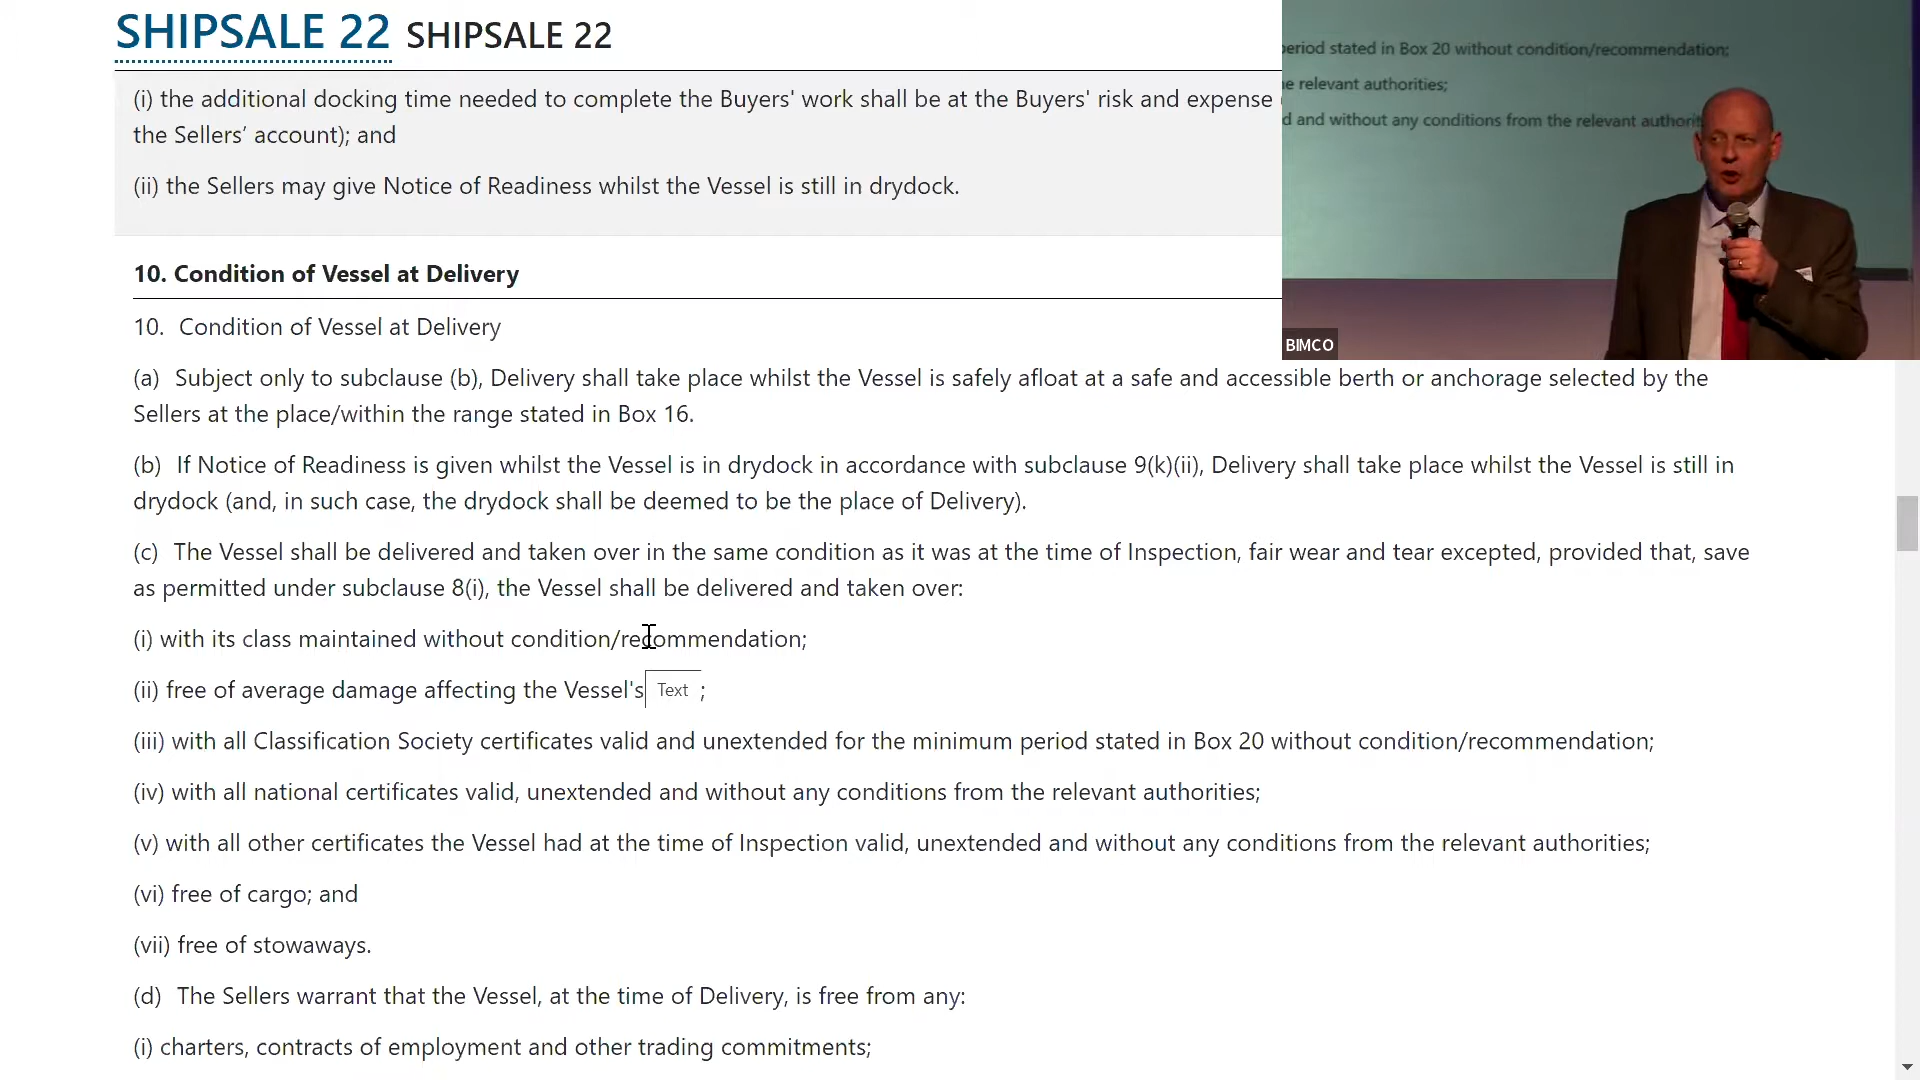 SHIPSALE 22 SHIPSALE 22
(i) the additional docking time needed to complete the Buyers' work shall be at the Buyers' risk and expense
the Sellers’ account); and
(ii) the Sellers may give Notice of Readiness whilst the Vessel is still in drydock.
period stated in Box 20 without condition/recommendation;
relevant authorities;
and without any conditions from the relevant
BIMCO
10. Condition of Vessel at Delivery
10. Condition of Vessel at Delivery
(a) Subject only to subclause (b), Delivery shall take place whilst the Vessel is safely afloat at a safe and accessible berth or anchorage selected by the
Sellers at the place/within the range stated in Box 16.
(b) If Notice of Readiness is given whilst the Vessel is in drydock in accordance with subclause 9(k)(ii), Delivery shall take place whilst the Vessel is still in
drydock (and, in such case, the drydock shall be deemed to be the place of Delivery).
(c) The Vessel shall be delivered and taken over in the same condition as it was at the time of Inspection, fair wear and tear excepted, provided that, save
as permitted under subclause 8(i), the Vessel shall be delivered and taken over:
(i) with its class maintained without condition/recommendation;
(ii) free of average damage affecting the Vessel's Text ;
(iii) with all Classification Society certificates valid and unextended for the minimum period stated in Box 20 without condition/recommendation;
(iv) with all national certificates valid, unextended and without any conditions from the relevant authorities;
(v) with all other certificates the Vessel had at the time of Inspection valid, unextended and without any conditions from the relevant authorities;
(vi) free of cargo; and
(vii) free of stowaways.
(d) The Sellers warrant that the Vessel, at the time of Delivery, is free from any:
(i) charters, contracts of employment and other trading commitments;